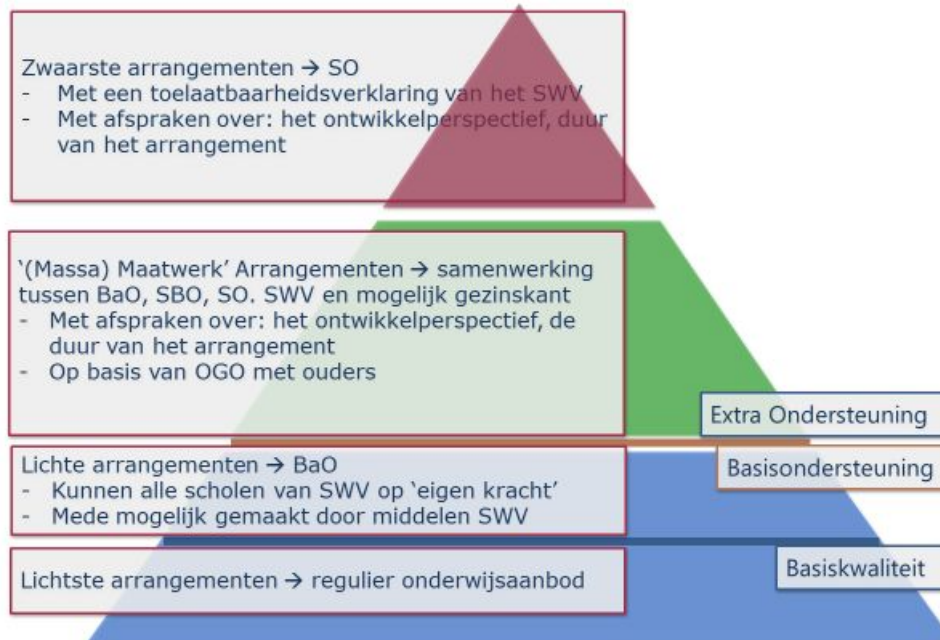 Zwaarste arrangementen → SO
- Met een toelaatbaarheidsverklaring van het SWV
- Met afspraken over: het ontwikkelperspectief, duur
van het arrangement
‘(Massa) Maatwerk’ Arrangementen → samenwerking
tussen BaO, SBO, SO. SWV en mogelijk gezinskant
- Met afspraken over: het ontwikkelperspectief, de
duur van het arrangement
- Op basis van OGO met ouders
Extra Ondersteuning
Lichte arrangementen → BaO
- Kunnen alle scholen van SWV op ‘eigen kracht’
- Mede mogelijk gemaakt door middelen SWV
Basisondersteuning
Lichtste arrangementen → regulier onderwijsaanbod
Basiskwaliteit